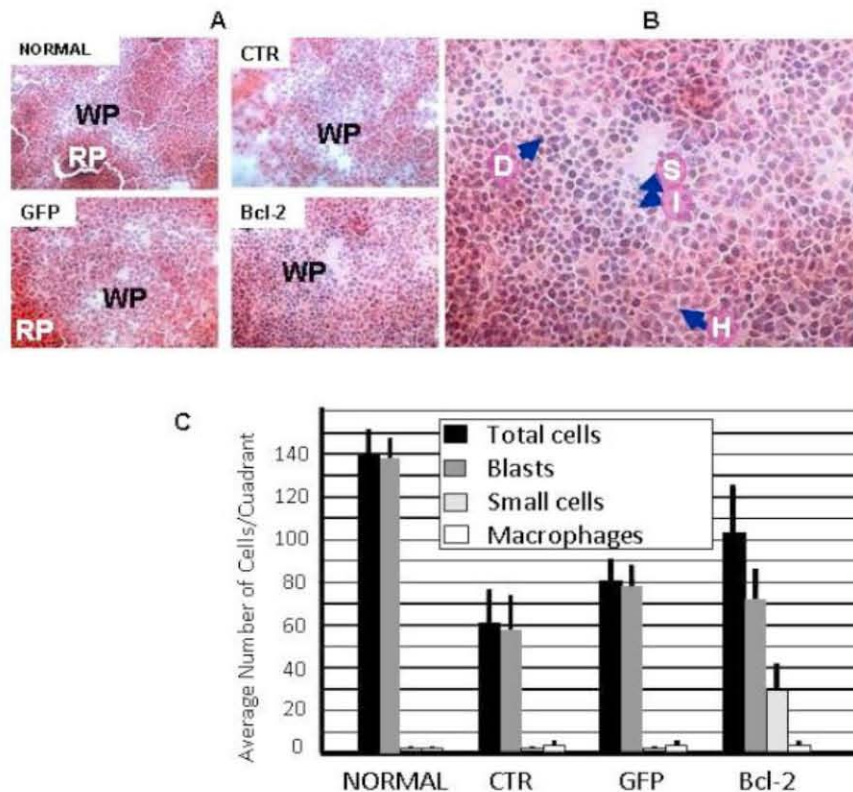 A
B
NORMAL
WP
RP
CTR
WP
GFP
WP
RP
Bcl-2
WP
D
S
I
H
C
Average Number of Cells/Cuadrant
140
120
100
80
60
40
20
0
Total cells
Blasts
Small cells
Macrophages
NORMAL CTR GFP Bcl-2